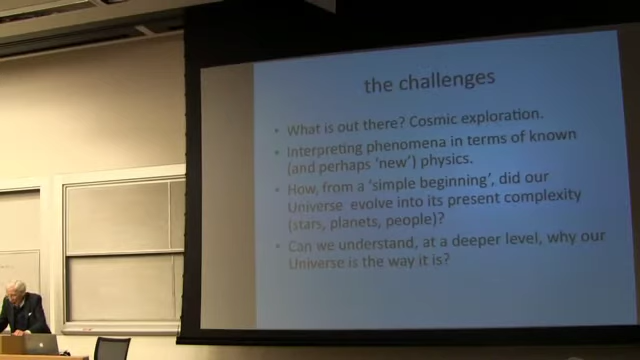 the challenges
• What is out there? Cosmic exploration.
• Interpreting phenomena in terms of known
(and perhaps ‘new’) physics.
• How, from a ‘simple beginning’, did our
Universe evolve into its present complexity
(stars, planets, people)?
• Can we understand, at a deeper level, why our
Universe is the way it is?